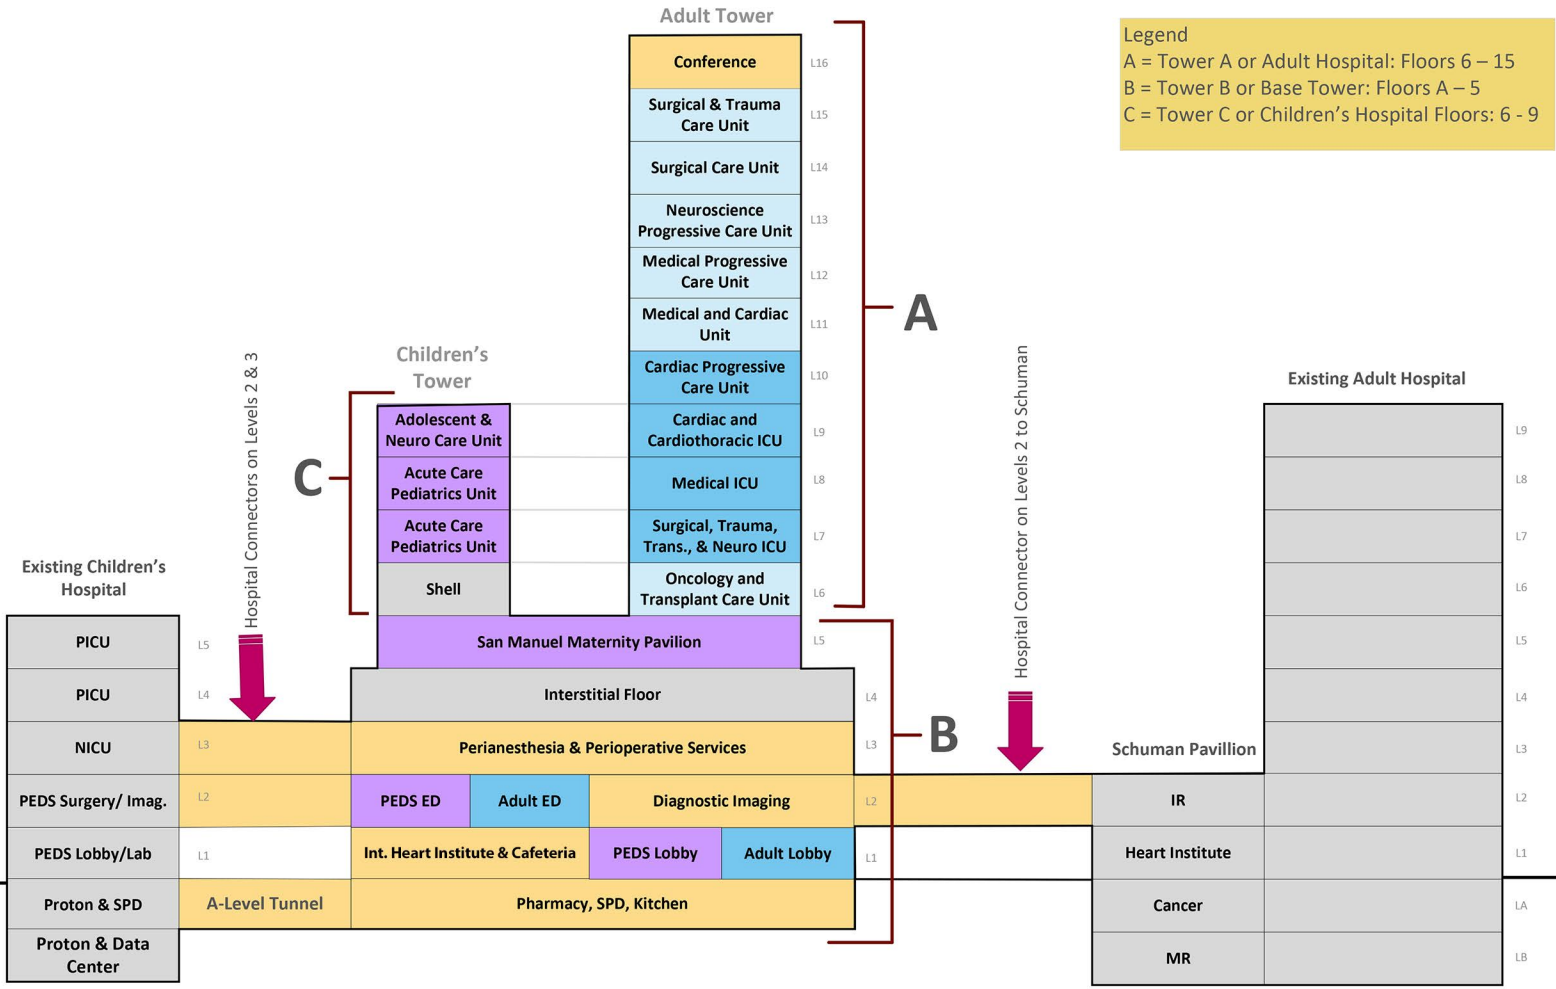 Adult Tower
Legend
A = Tower A or Adult Hospital: Floors 6 – 15
B = Tower B or Base Tower: Floors A – 5
C = Tower C or Children's Hospital Floors: 6 - 9
Conference
L16
Surgical & Trauma
Care Unit
L15
Surgical Care Unit
L14
Neuroscience
Progressive Care Unit
L13
Medical Progressive
Care Unit
L12
A
Medical and Cardiac
Unit
L11
Children's
Tower
Cardiac Progressive
Care Unit
L10
Hospital Connectors on Levels 2 & 3
Hospital Connector on Levels 2 to Schuman
Existing Adult Hospital
Adolescent &
Neuro Care Unit
Cardiac and
Cardiothoracic ICU
L9
L9
C
Acute Care
Pediatrics Unit
Medical ICU
L8
L8
Acute Care
Pediatrics Unit
Surgical, Trauma,
Trans., & Neuro ICU
L7
L7
Existing Children's
Hospital
Shell
Oncology and
Transplant Care Unit
L6
L6
PICU
L5
San Manuel Maternity Pavilion
L5
L5
PICU
L4
Interstitial Floor
L4
L4
B
NICU
L3
Perianesthesia & Perioperative Services
L3
Schuman Pavillion
L3
PEDS Surgery/ Imag.
L2
PEDS ED
Adult ED
Diagnostic Imaging
L2
IR
L2
PEDS Lobby/Lab
L1
Int. Heart Institute & Cafeteria
PEDS Lobby
Adult Lobby
L1
Heart Institute
L1
Proton & SPD
A-Level Tunnel
Pharmacy, SPD, Kitchen
Cancer
LA
Proton & Data
Center
MR
LB